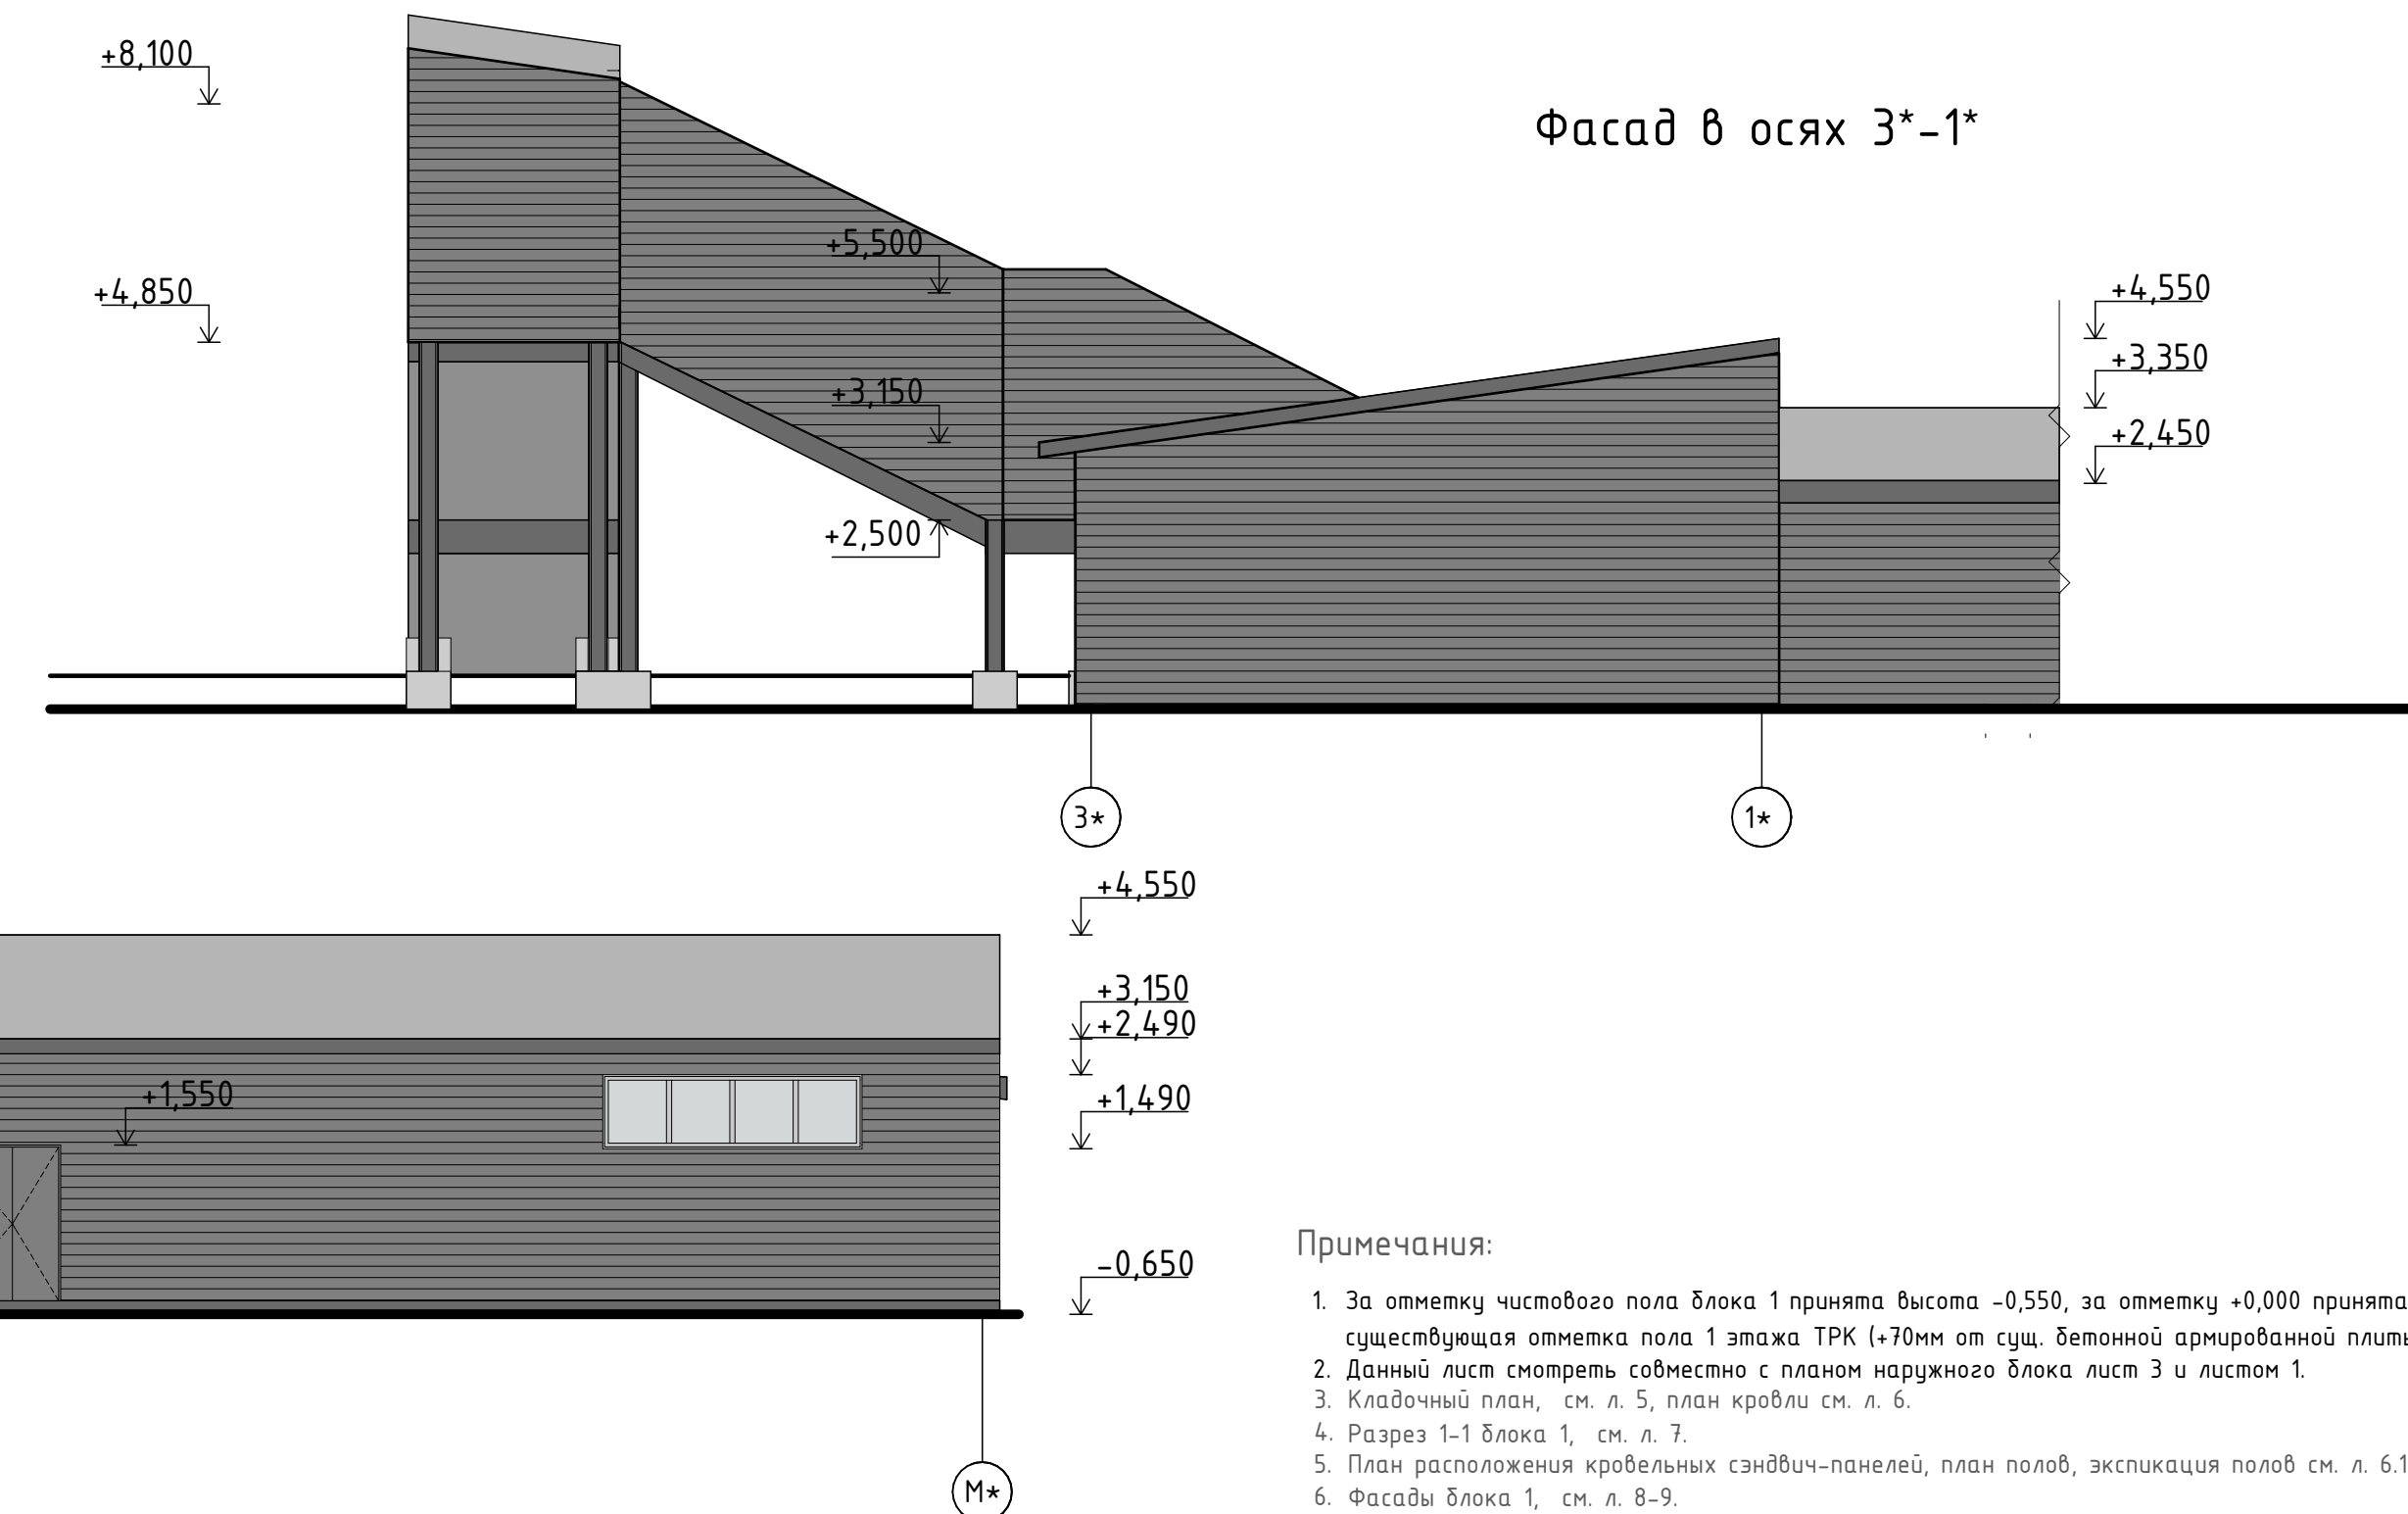 +8,100
Фасад в осях 3*-1*
+5,500
+4,850
+4,550
+3,350
+3,150
+2,450
+2,500
3*
1*
+4,550
+3,150
+2,490
+1,550
+1,490
-0,650
М*
Примечания:
1. За отметку чистового пола блока 1 принята высота -0,550, за отметку +0,000 принята
существующая отметка пола 1 этажа ТРК (+70мм от сущ. бетонной армированной плиты
2. Данный лист смотреть совместно с планом наружного блока лист 3 и листом 1.
3. Кладочный план, см. л. 5, план кровли см. л. 6.
4. Разрез 1-1 блока 1, см. л. 7.
5. План расположения кровельных сэндвич-панелей, план полов, экспикация полов см. л. 6.1
6. Фасады блока 1, см. л. 8-9.